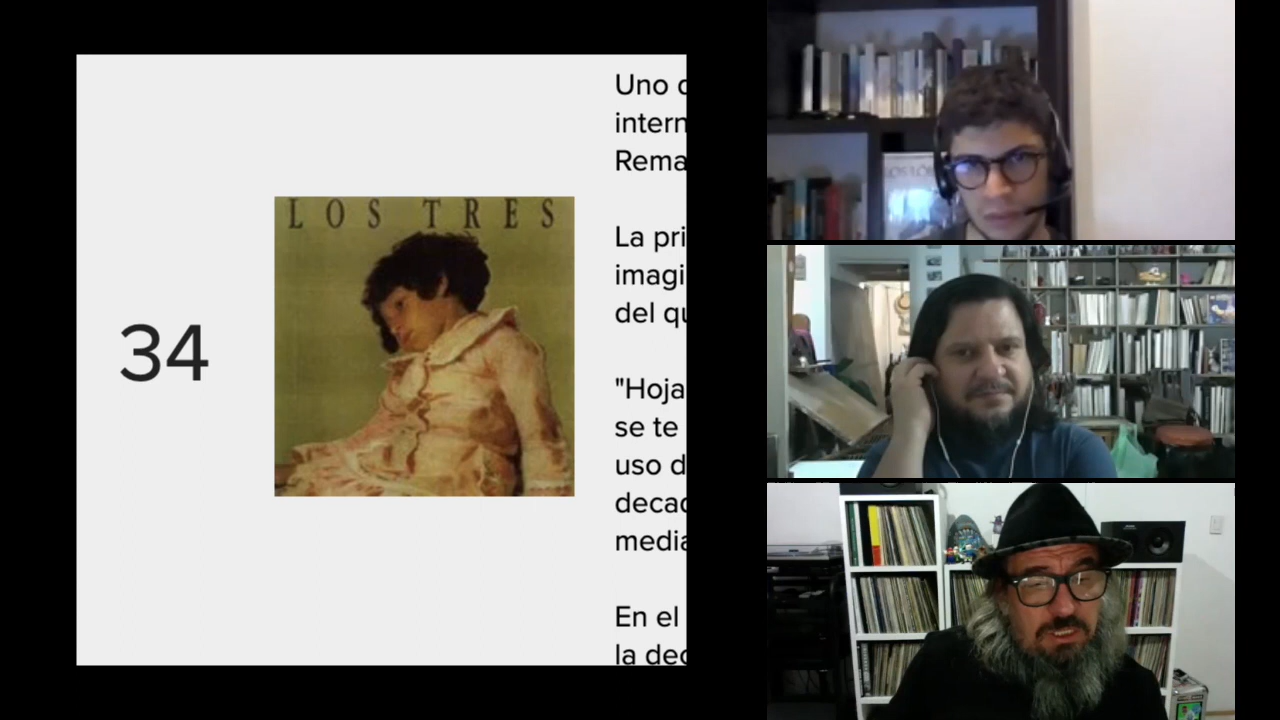 34
LOS TRES
Uno
intern
Rema
La pri
imagi
del qu
"Hoja
se te
uso d
decad
media
En el
la dec